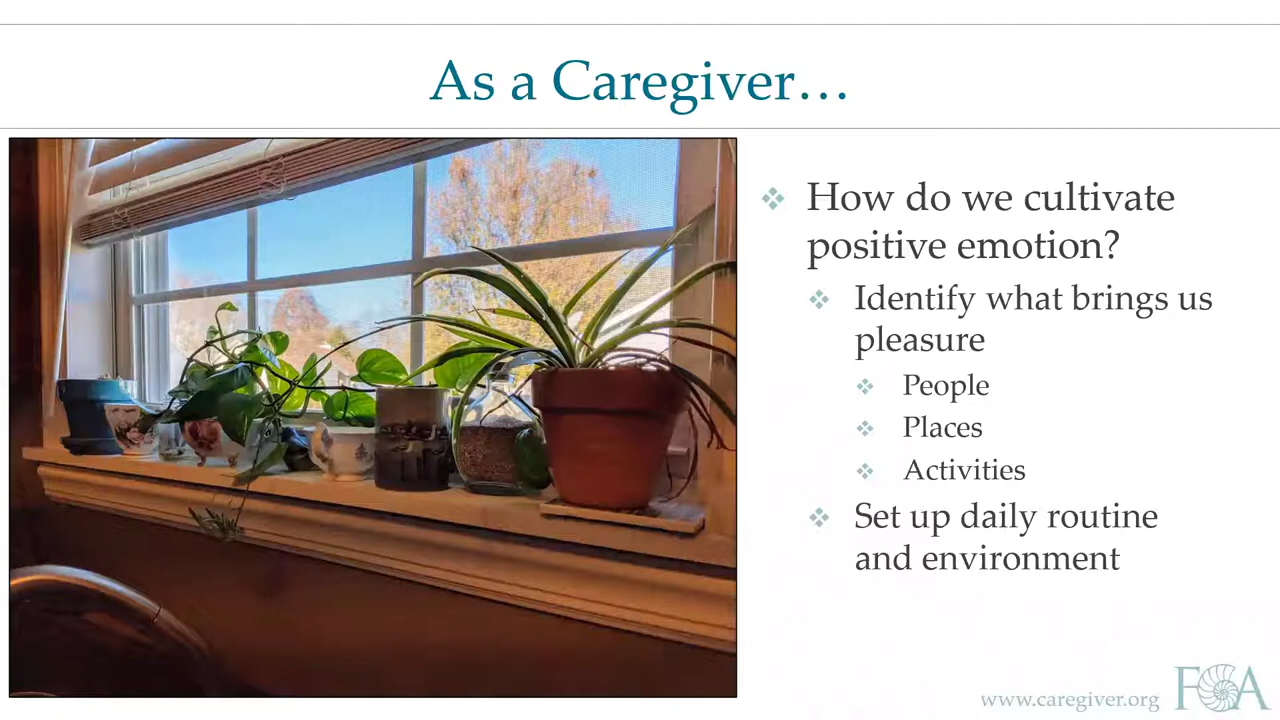 As a Caregiver…
How do we cultivate
positive emotion?
Identify what brings us
pleasure
People
Places
Activities
Set up daily routine
and environment
www.caregiver.org
FCA